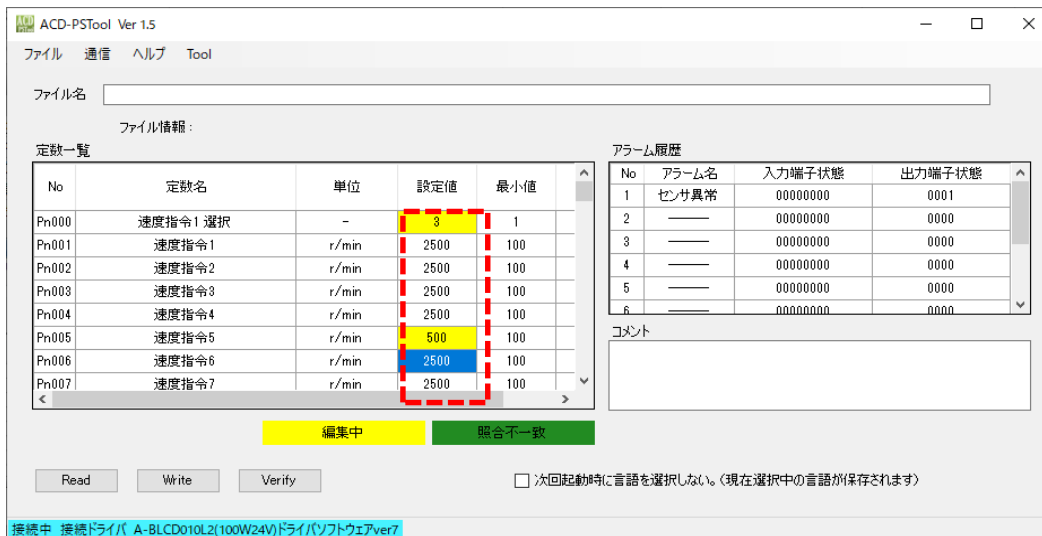 ACD-PSTool Ver 1.5
ファイル 通信 ヘルプ Tool
ファイル名
ファイル情報：
定数一覧
No 定数名 単位 設定値 最小値
Pn000 速度指令1 選択 - 3 1
Pn001 速度指令1 r/min 2500 100
Pn002 速度指令2 r/min 2500 100
Pn003 速度指令3 r/min 2500 100
Pn004 速度指令4 r/min 2500 100
Pn005 速度指令5 r/min 500 100
Pn006 速度指令6 r/min 2500 100
Pn007 速度指令7 r/min 2500 100
アラーム履歴
No アラーム名 入力端子状態 出力端子状態
1 センサ異常 00000000 0001
2 ――― 00000000 0000
3 ――― 00000000 0000
4 ――― 00000000 0000
5 ――― 00000000 0000
6 ――― 00000000 0000
コメント
編集中 照合不一致
Read Write Verify
次回起動時に言語を選択しない。（現在選択中の言語が保存されます）
接続中 接続ドライバ A-BLCD010L2(100W24V)ドライバソフトウェアver7